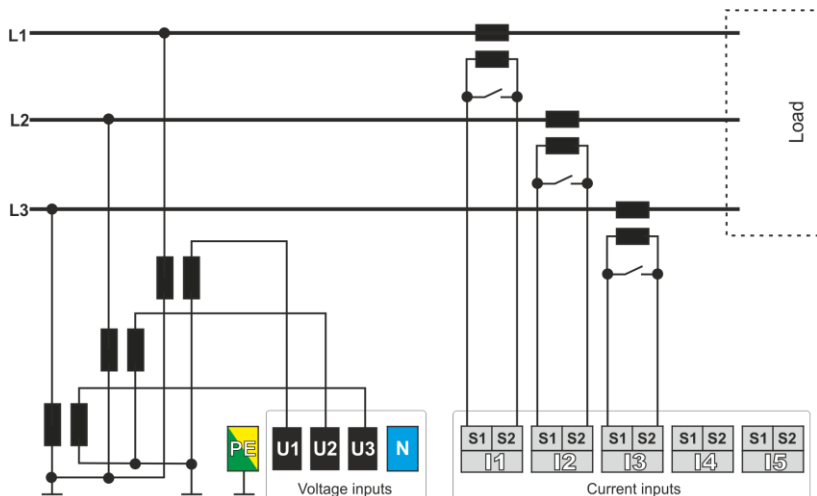 L1
Load
L2
L3
PE U1 U2 U3 N
S1 S2 S1 S2 S1 S2 S1 S2 S1 S2
I1 I2 I3 I4 I5
Voltage inputs Current inputs